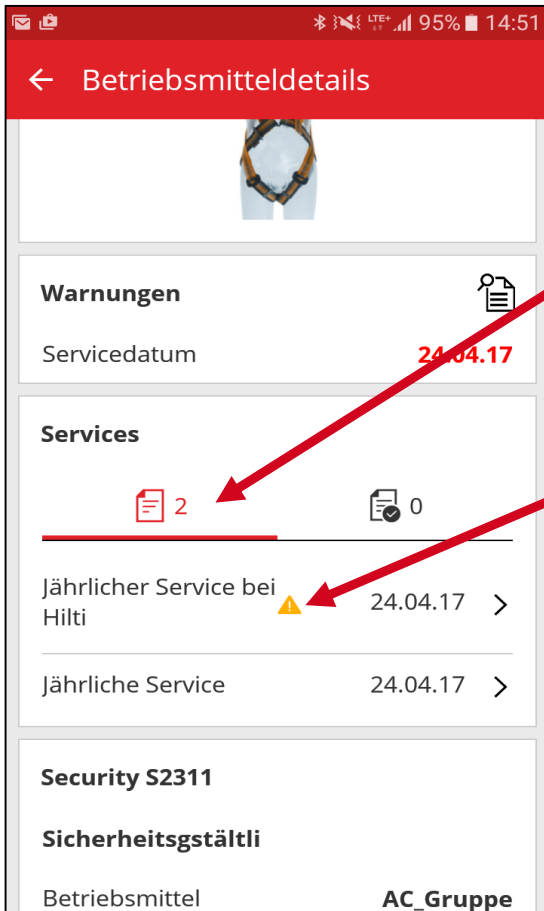 LTE+ 95% 14:51
Betriebsmitteldetails
Warnungen
Servicedatum 24.04.17
Services
2 0
Jährlicher Service bei
Hilti 24.04.17
Jährliche Service 24.04.17
Security S2311
Sicherheitsgstältli
Betriebsmittel AC_Gruppe